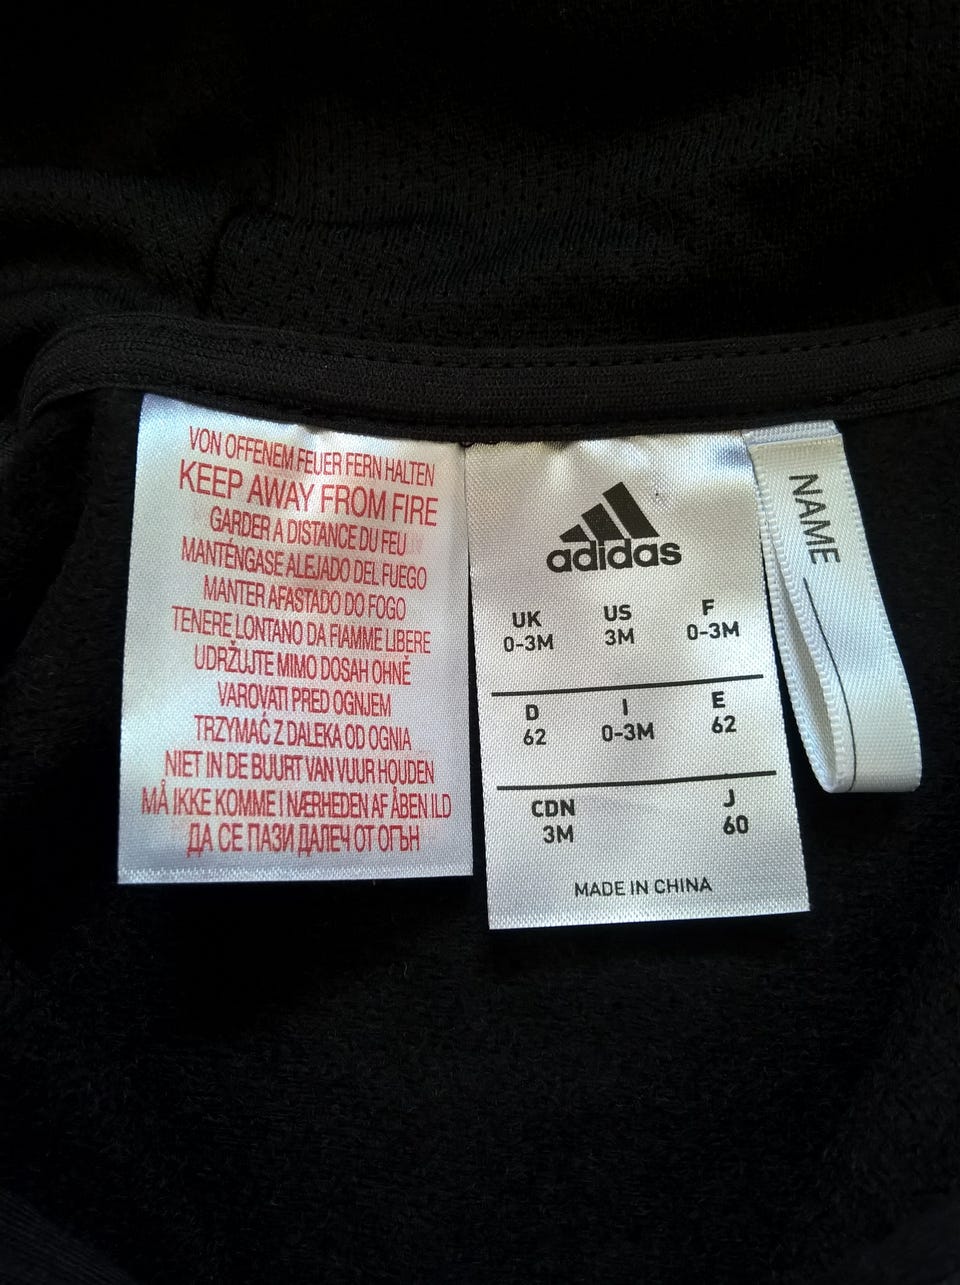 VON OFFENEM FEUER FERN HALTEN
KEEP AWAY FROM FIRE
GARDER A DISTANCE DU FEU
MANTÉNGASE ALEJADO DEL FUEGO
MANTER AFASTADO DO FOGO
TENERE LONTANO DA FIAMME LIBERE
UDRŽUJTE MIMO DOSAH OHNĚ
VAROVATI PRED OGNJEM
TRZYMAĆ Z DALEKA OD OGNIA
NIET IN DE BUURT VAN VUUR HOUDEN
MÅ IKKE KOMME I NÆRHEDEN AF ÅBEN ILD
ДА СЕ ПАЗИ ДАЛЕЧ ОТ ОГЪН
adidas
UK US F
0-3M 3M 0-3M
D I E
62 0-3M 62
CDN J
3M 60
MADE IN CHINA
NAME